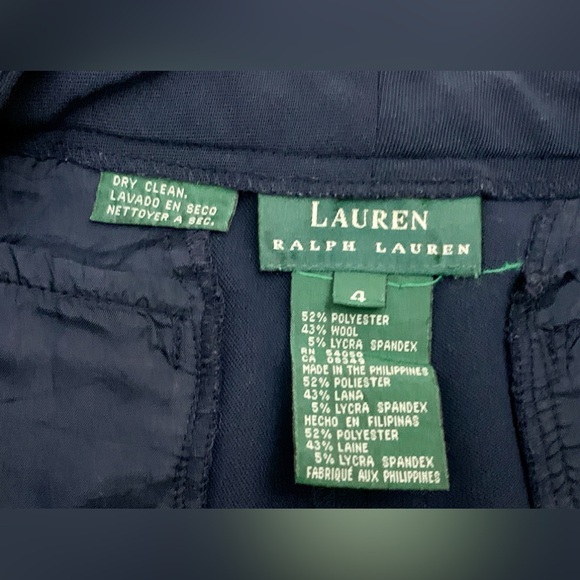 DRY CLEAN.
LAVADO EN SECO
NETTOYER A SEC.
LAUREN
RALPH LAUREN
4
52% POLYESTER
43% WOOL
5% LYCRA SPANDEX
RN 54050
CA 08349
MADE IN THE PHILIPPINES
52% POLIESTER
43% LANA
5% LYCRA SPANDEX
HECHO EN FILIPINAS
52% POLYESTER
43% LAINE
5% LYCRA SPANDEX
FABRIQUÉ AUX PHILIPPINES